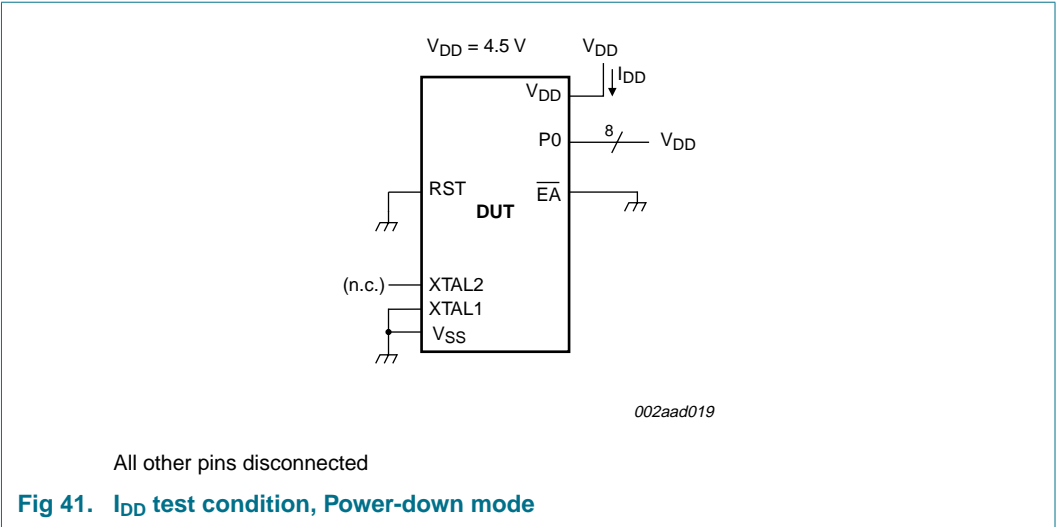 VDD = 4.5 V
VDD
IDD
VDD
P0
8
VDD
RST
EA
DUT
(n.c.)
XTAL2
XTAL1
VSS
002aad019
All other pins disconnected
Fig 41. IDD test condition, Power-down mode